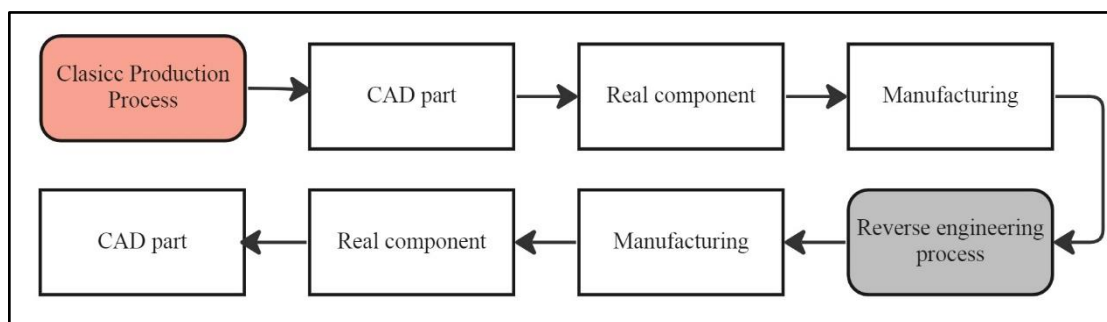 Clasicc Production
Process
CAD part
Real component
Manufacturing
Reverse engineering
process
Manufacturing
Real component
CAD part